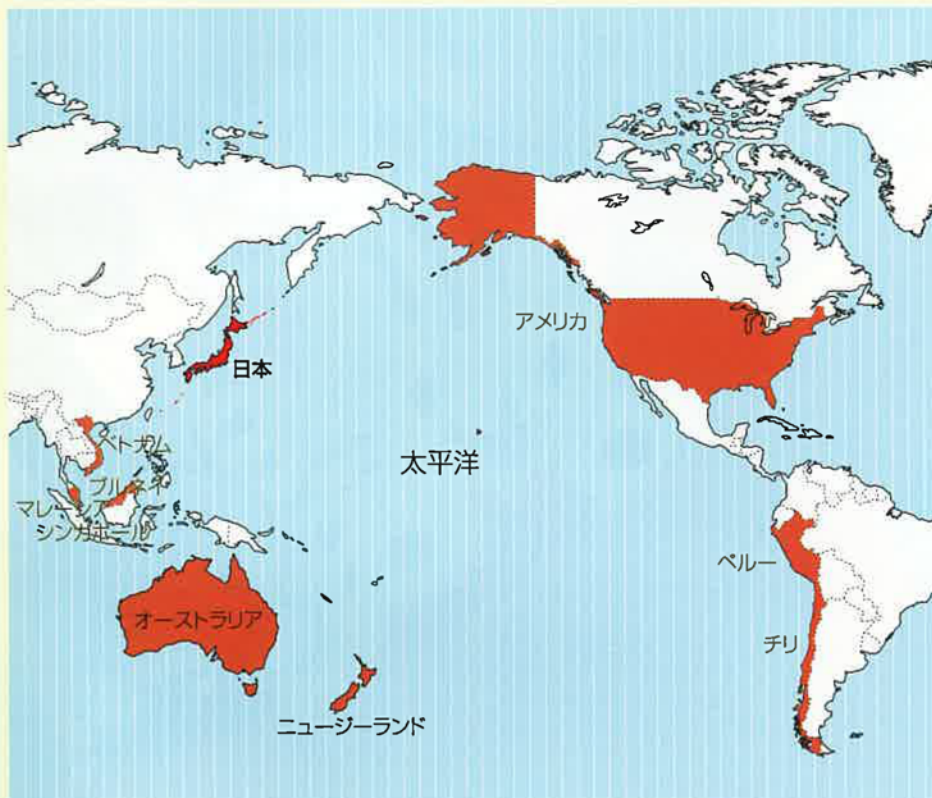 アメリカ
日本
ベトナム
太平洋
ブルネイ
マレーシア
シンガポール
ペルー
オーストラリア
チリ
ニュージーランド